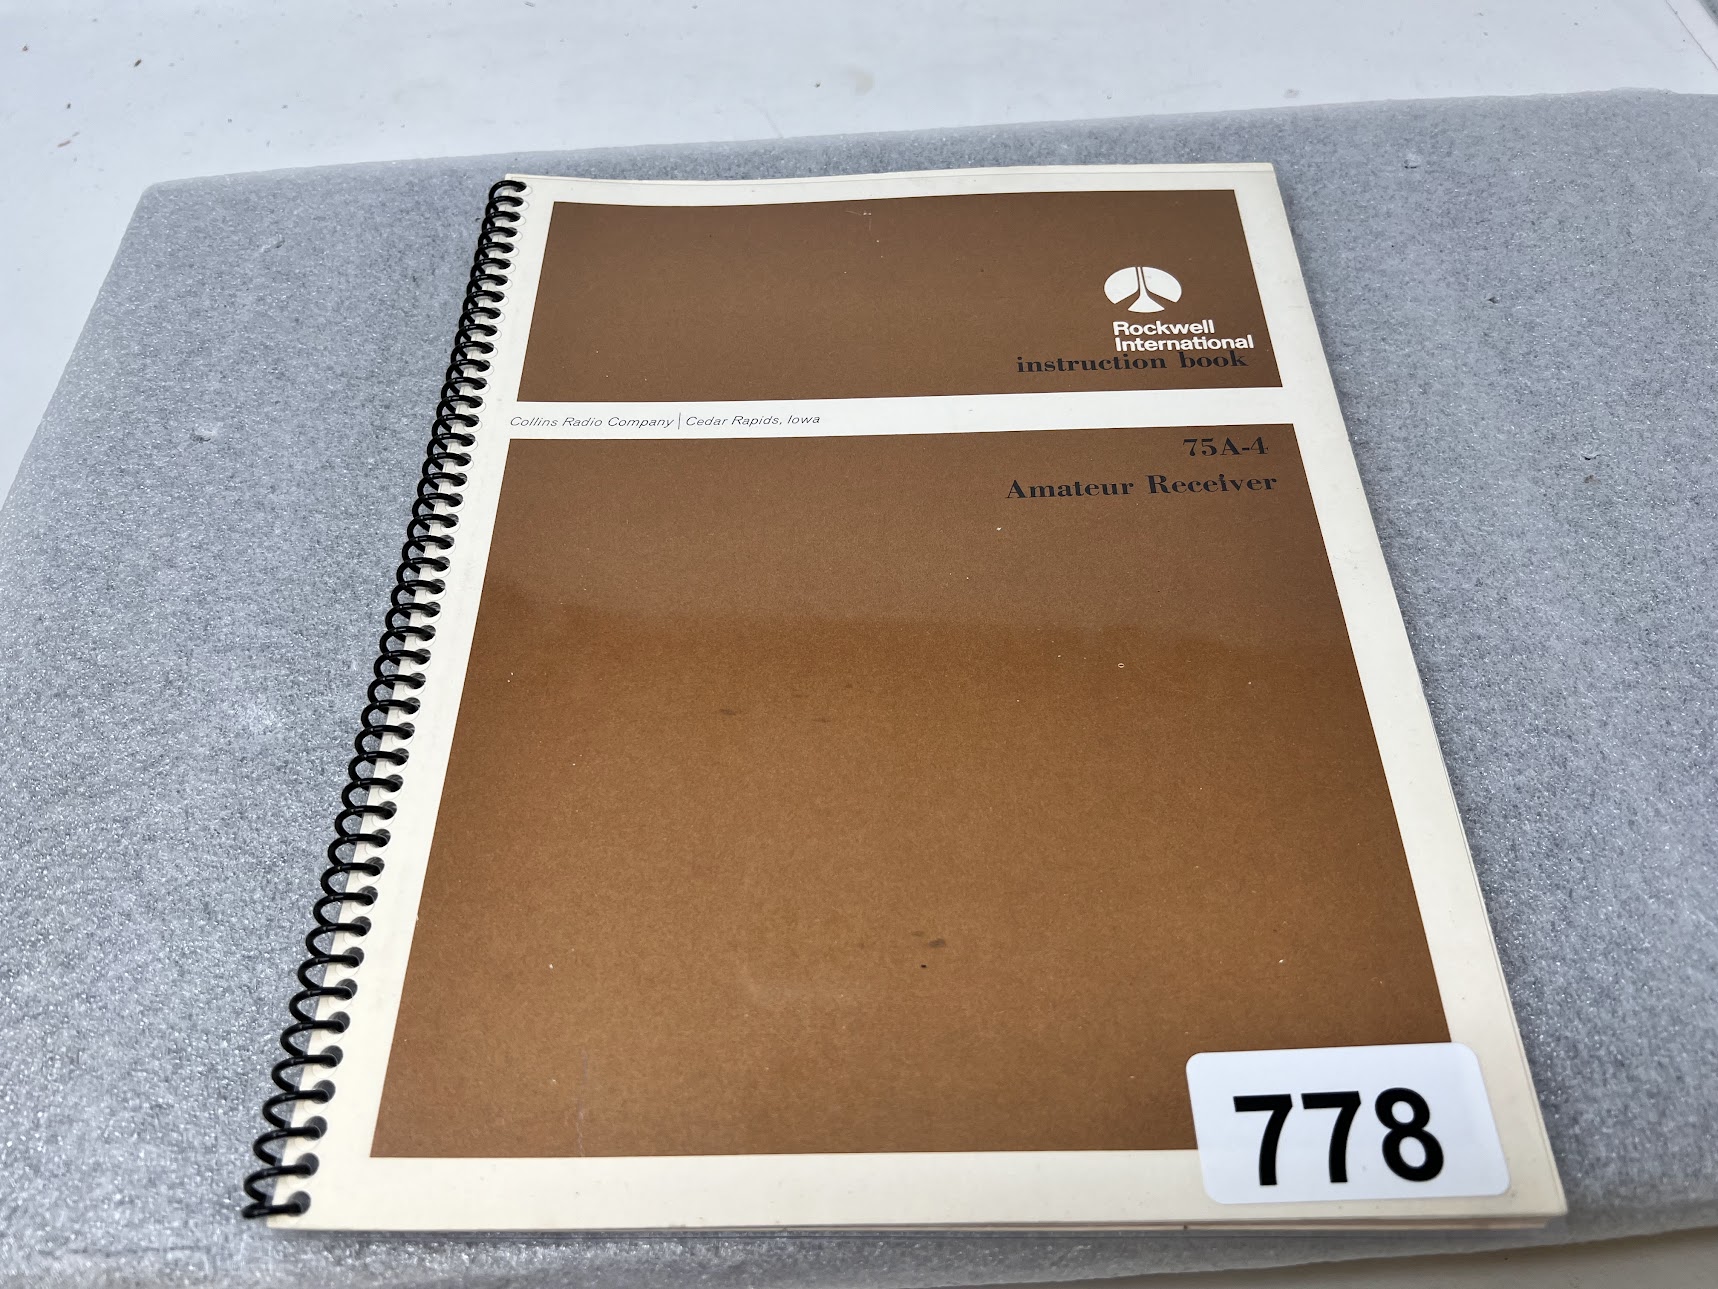 Rockwell
International
instruction book
Collins Radio Company | Cedar Rapids, Iowa
75A-4
Amateur Receiver
778